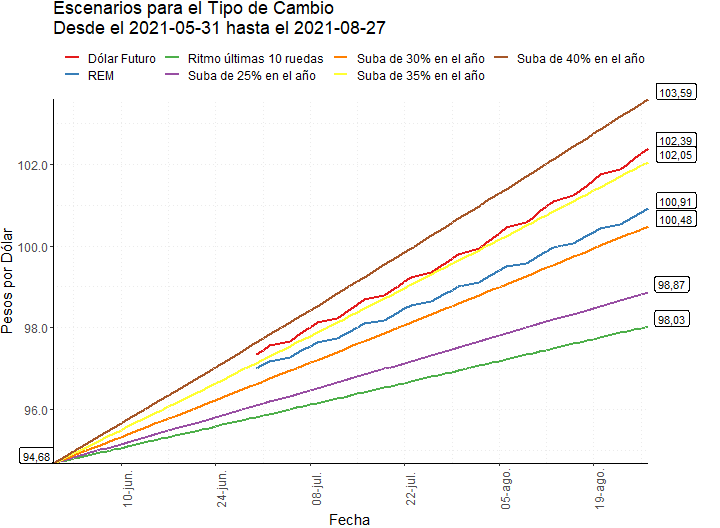 Escenarios para el Tipo de Cambio
Desde el 2021-05-31 hasta el 2021-08-27
Dólar Futuro Ritmo últimas 10 ruedas Suba de 30% en el año Suba de 40% en el año
REM Suba de 25% en el año Suba de 35% en el año
103,59
102,39
102,05
100,91
100,48
98,87
98,03
94,68
102.0
100.0
98.0
96.0
Pesos por Dólar
10-jun.
24-jun.
08-jul.
22-jul.
05-ago.
19-ago.
Fecha